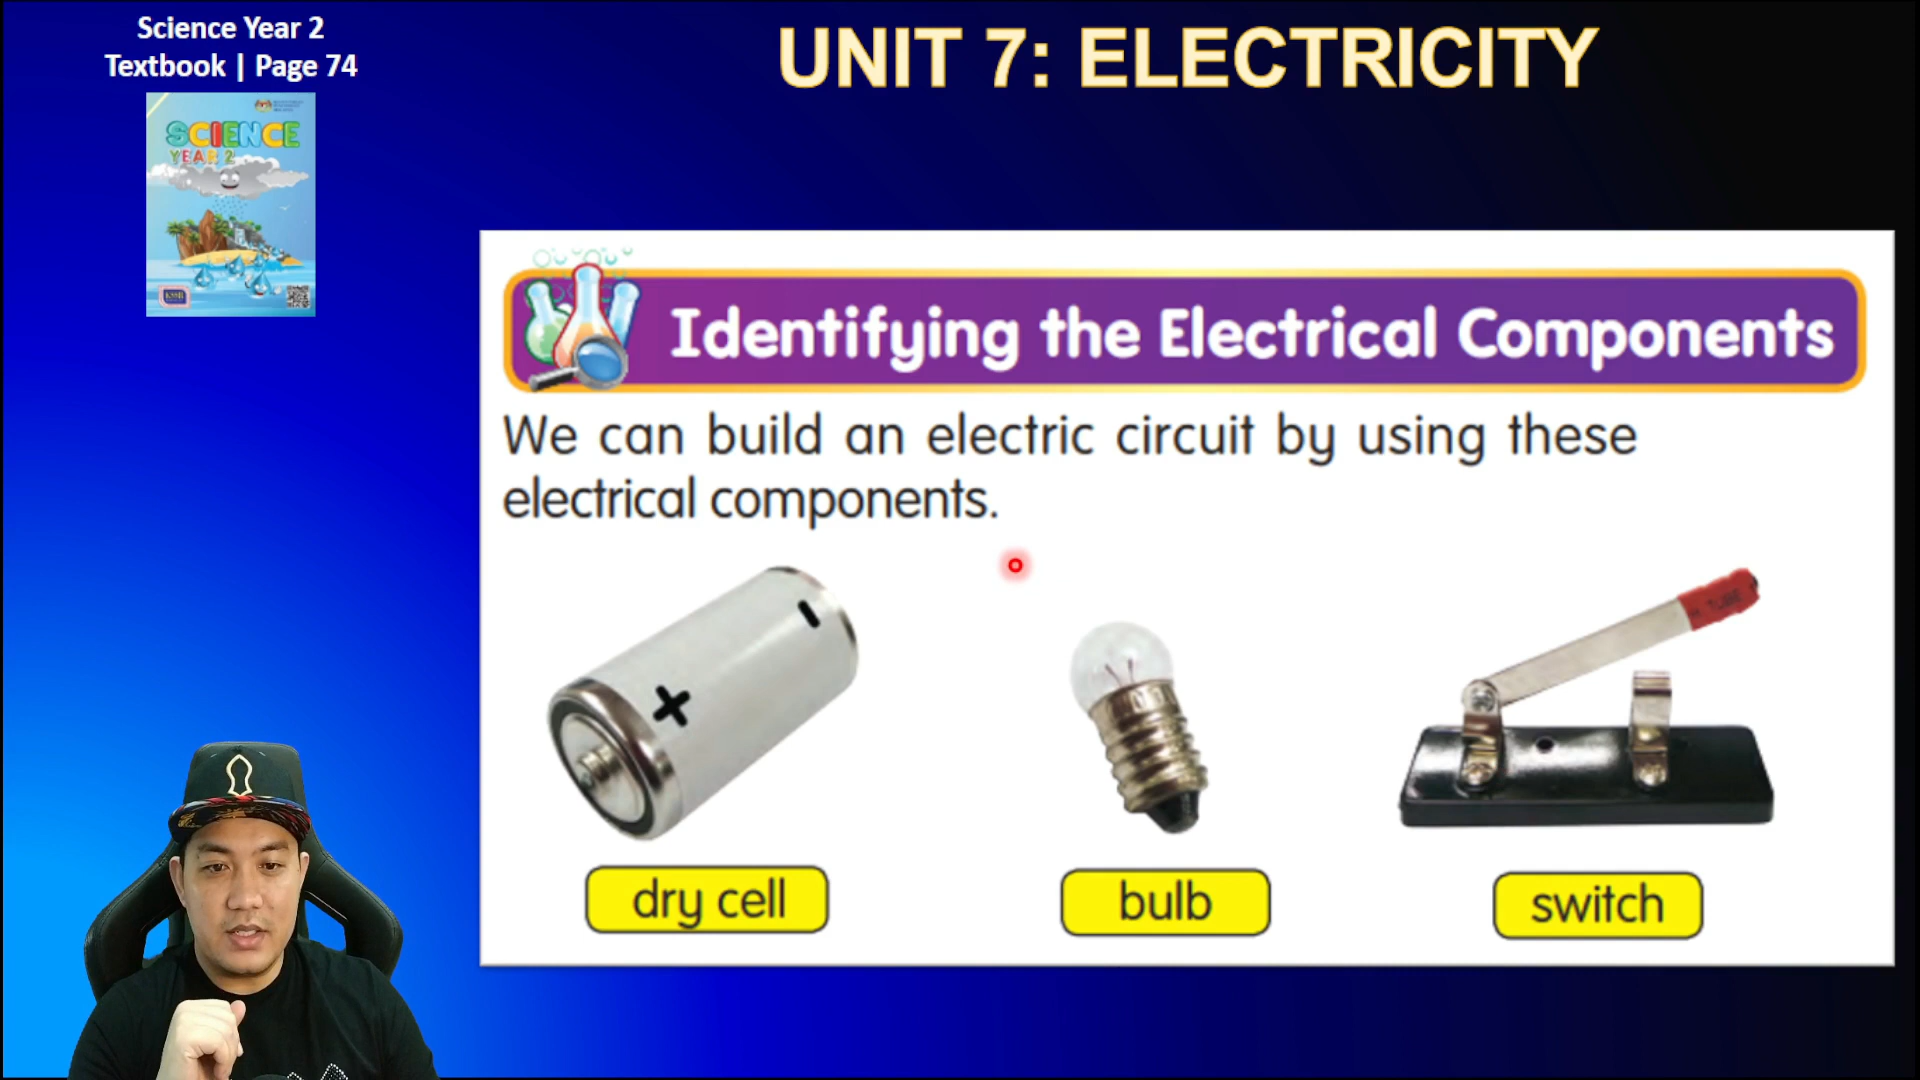 Science Year 2
Textbook | Page 74
UNIT 7: ELECTRICITY
SCIENCE
YEAR 2
Identifying the Electrical Components
We can build an electric circuit by using these
electrical components.
-
+
TUBE
dry cell
bulb
switch